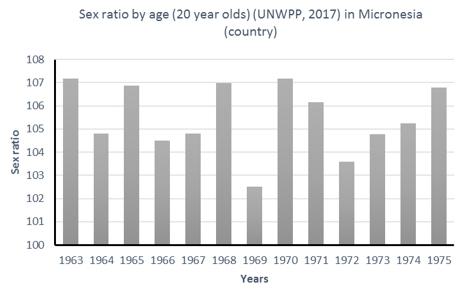 Sex ratio by age (20 year olds) (UNWPP, 2017) in Micronesia
(country)
108
107
106
105
104
103
102
101
100
Sex ratio
1963 1964 1965 1966 1967 1968 1969 1970 1971 1972 1973 1974 1975
Years